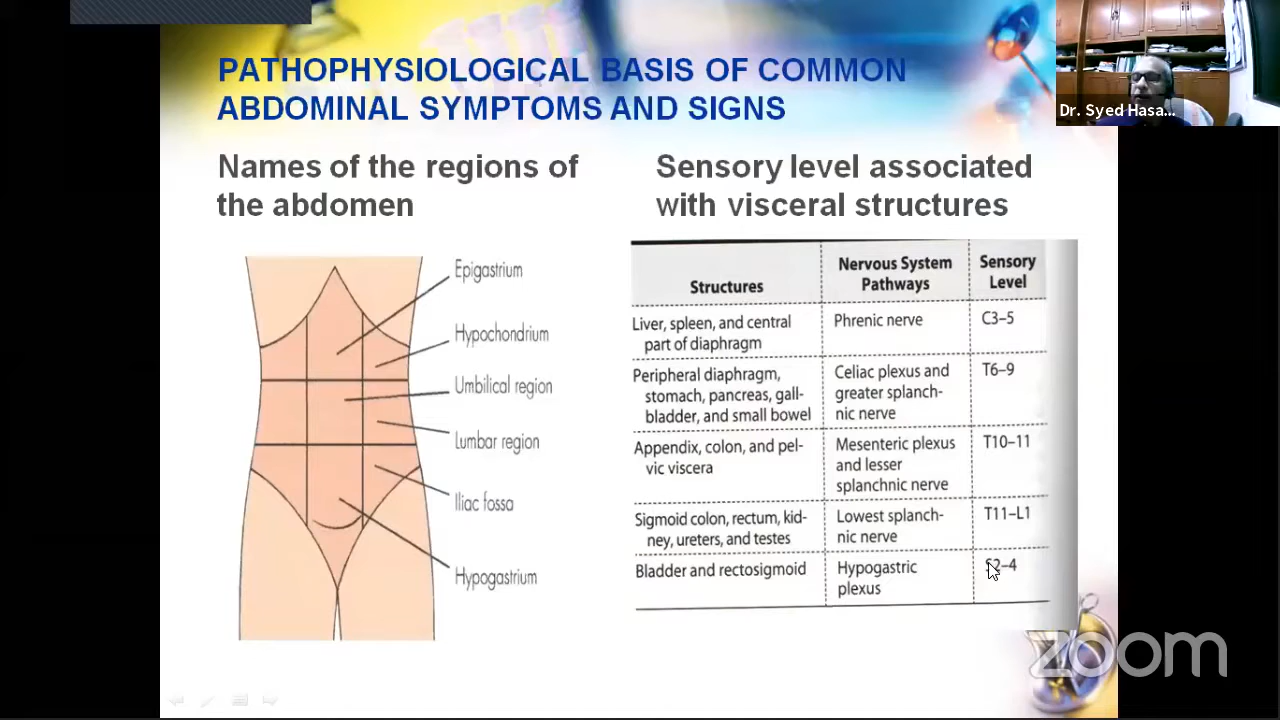 PATHOPHYSIOLOGICAL BASIS OF COMMON
ABDOMINAL SYMPTOMS AND SIGNS
Dr. Syed Hasa...
Names of the regions of
the abdomen
Epigastrium
Hypochondrium
Umbilical region
Lumbar region
Iliac fossa
Hypogastrium
Sensory level associated
with visceral structures
Structures
Nervous System
Pathways
Sensory
Level
Liver, spleen, and central
part of diaphragm
Phrenic nerve
C3–5
Peripheral diaphragm,
stomach, pancreas, gall-
bladder, and small bowel
Celiac plexus and
greater splanch-
nic nerve
T6–9
Appendix, colon, and pel-
vic viscera
Mesenteric plexus
and lesser
splanchnic nerve
T10–11
Sigmoid colon, rectum, kid-
ney, ureters, and testes
Lowest splanch-
nic nerve
T11–L1
Bladder and rectosigmoid
Hypogastric
plexus
S2–4
zoom